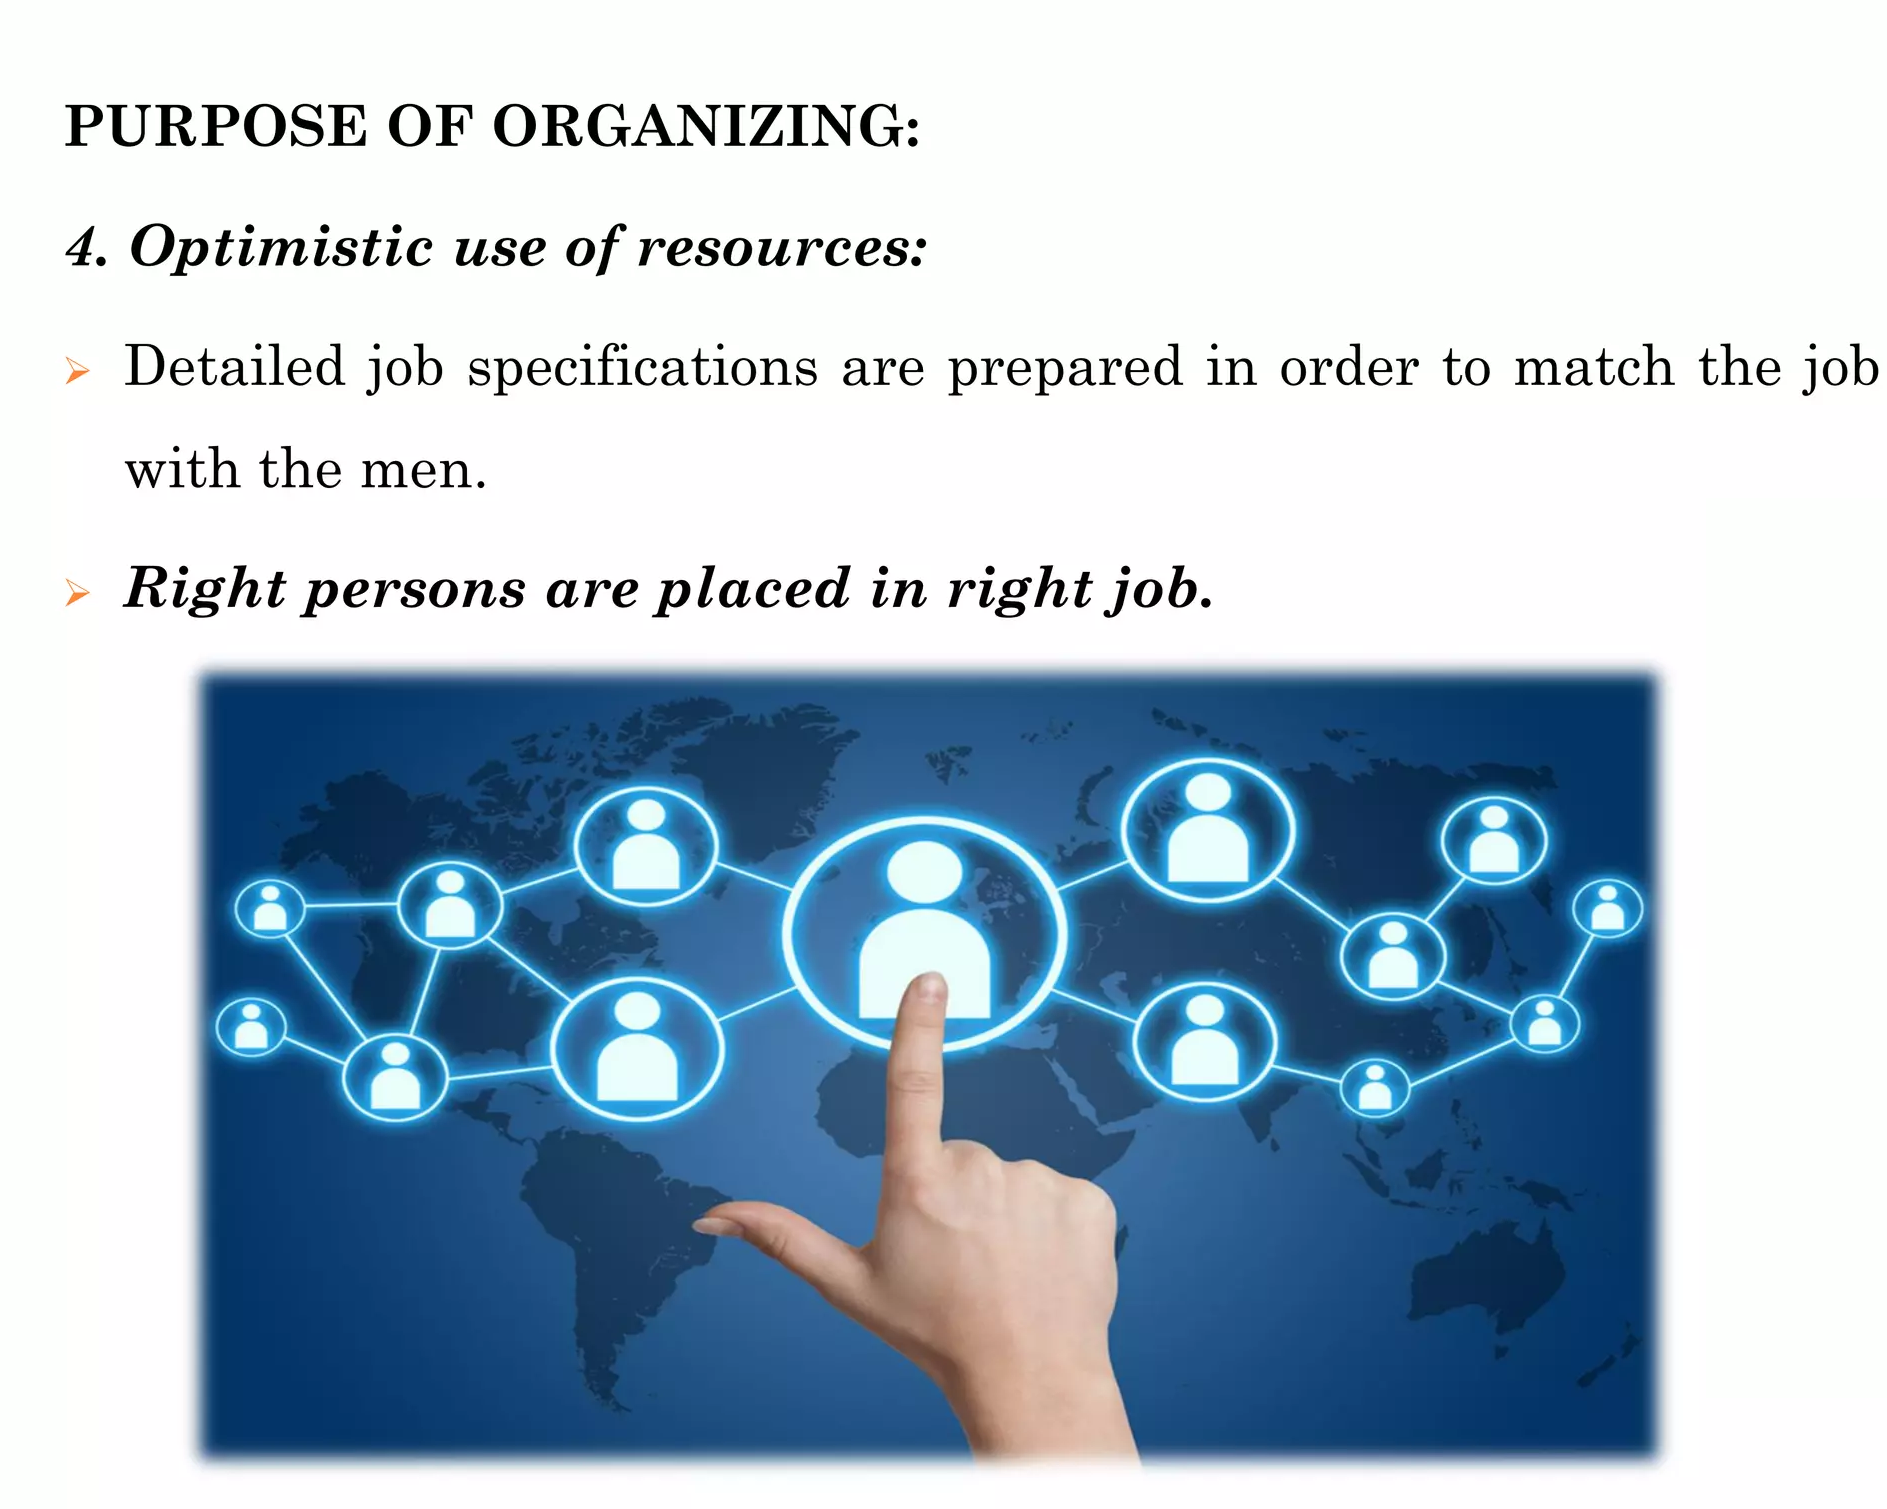 PURPOSE OF ORGANIZING:
4. Optimistic use of resources:
➢ Detailed job specifications are prepared in order to match the job
with the men.
➢ Right persons are placed in right job.